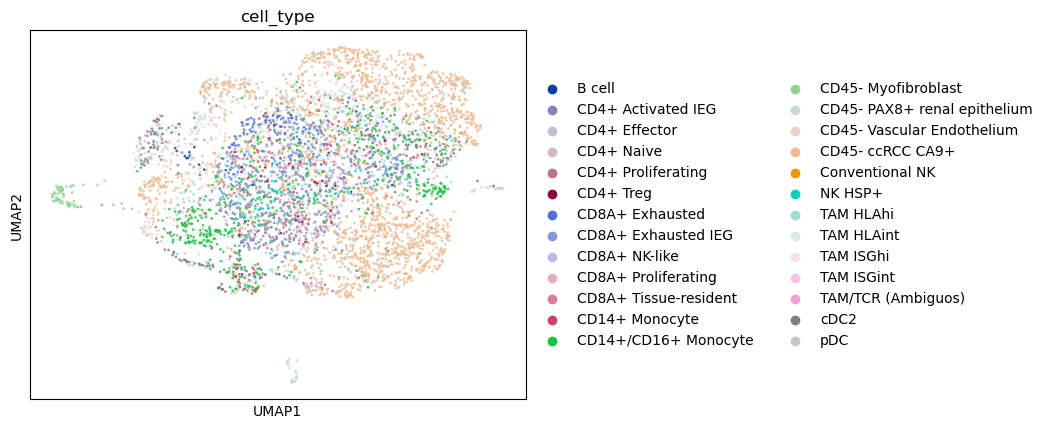 cell_type
UMAP2
UMAP1
B cell
CD4+ Activated IEG
CD4+ Effector
CD4+ Naive
CD4+ Proliferating
CD4+ Treg
CD8A+ Exhausted
CD8A+ Exhausted IEG
CD8A+ NK-like
CD8A+ Proliferating
CD8A+ Tissue-resident
CD14+ Monocyte
CD14+/CD16+ Monocyte
CD45- Myofibroblast
CD45- PAX8+ renal epithelium
CD45- Vascular Endothelium
CD45- ccRCC CA9+
Conventional NK
NK HSP+
TAM HLAhi
TAM HLAint
TAM ISGhi
TAM ISGint
TAM/TCR (Ambiguos)
cDC2
pDC